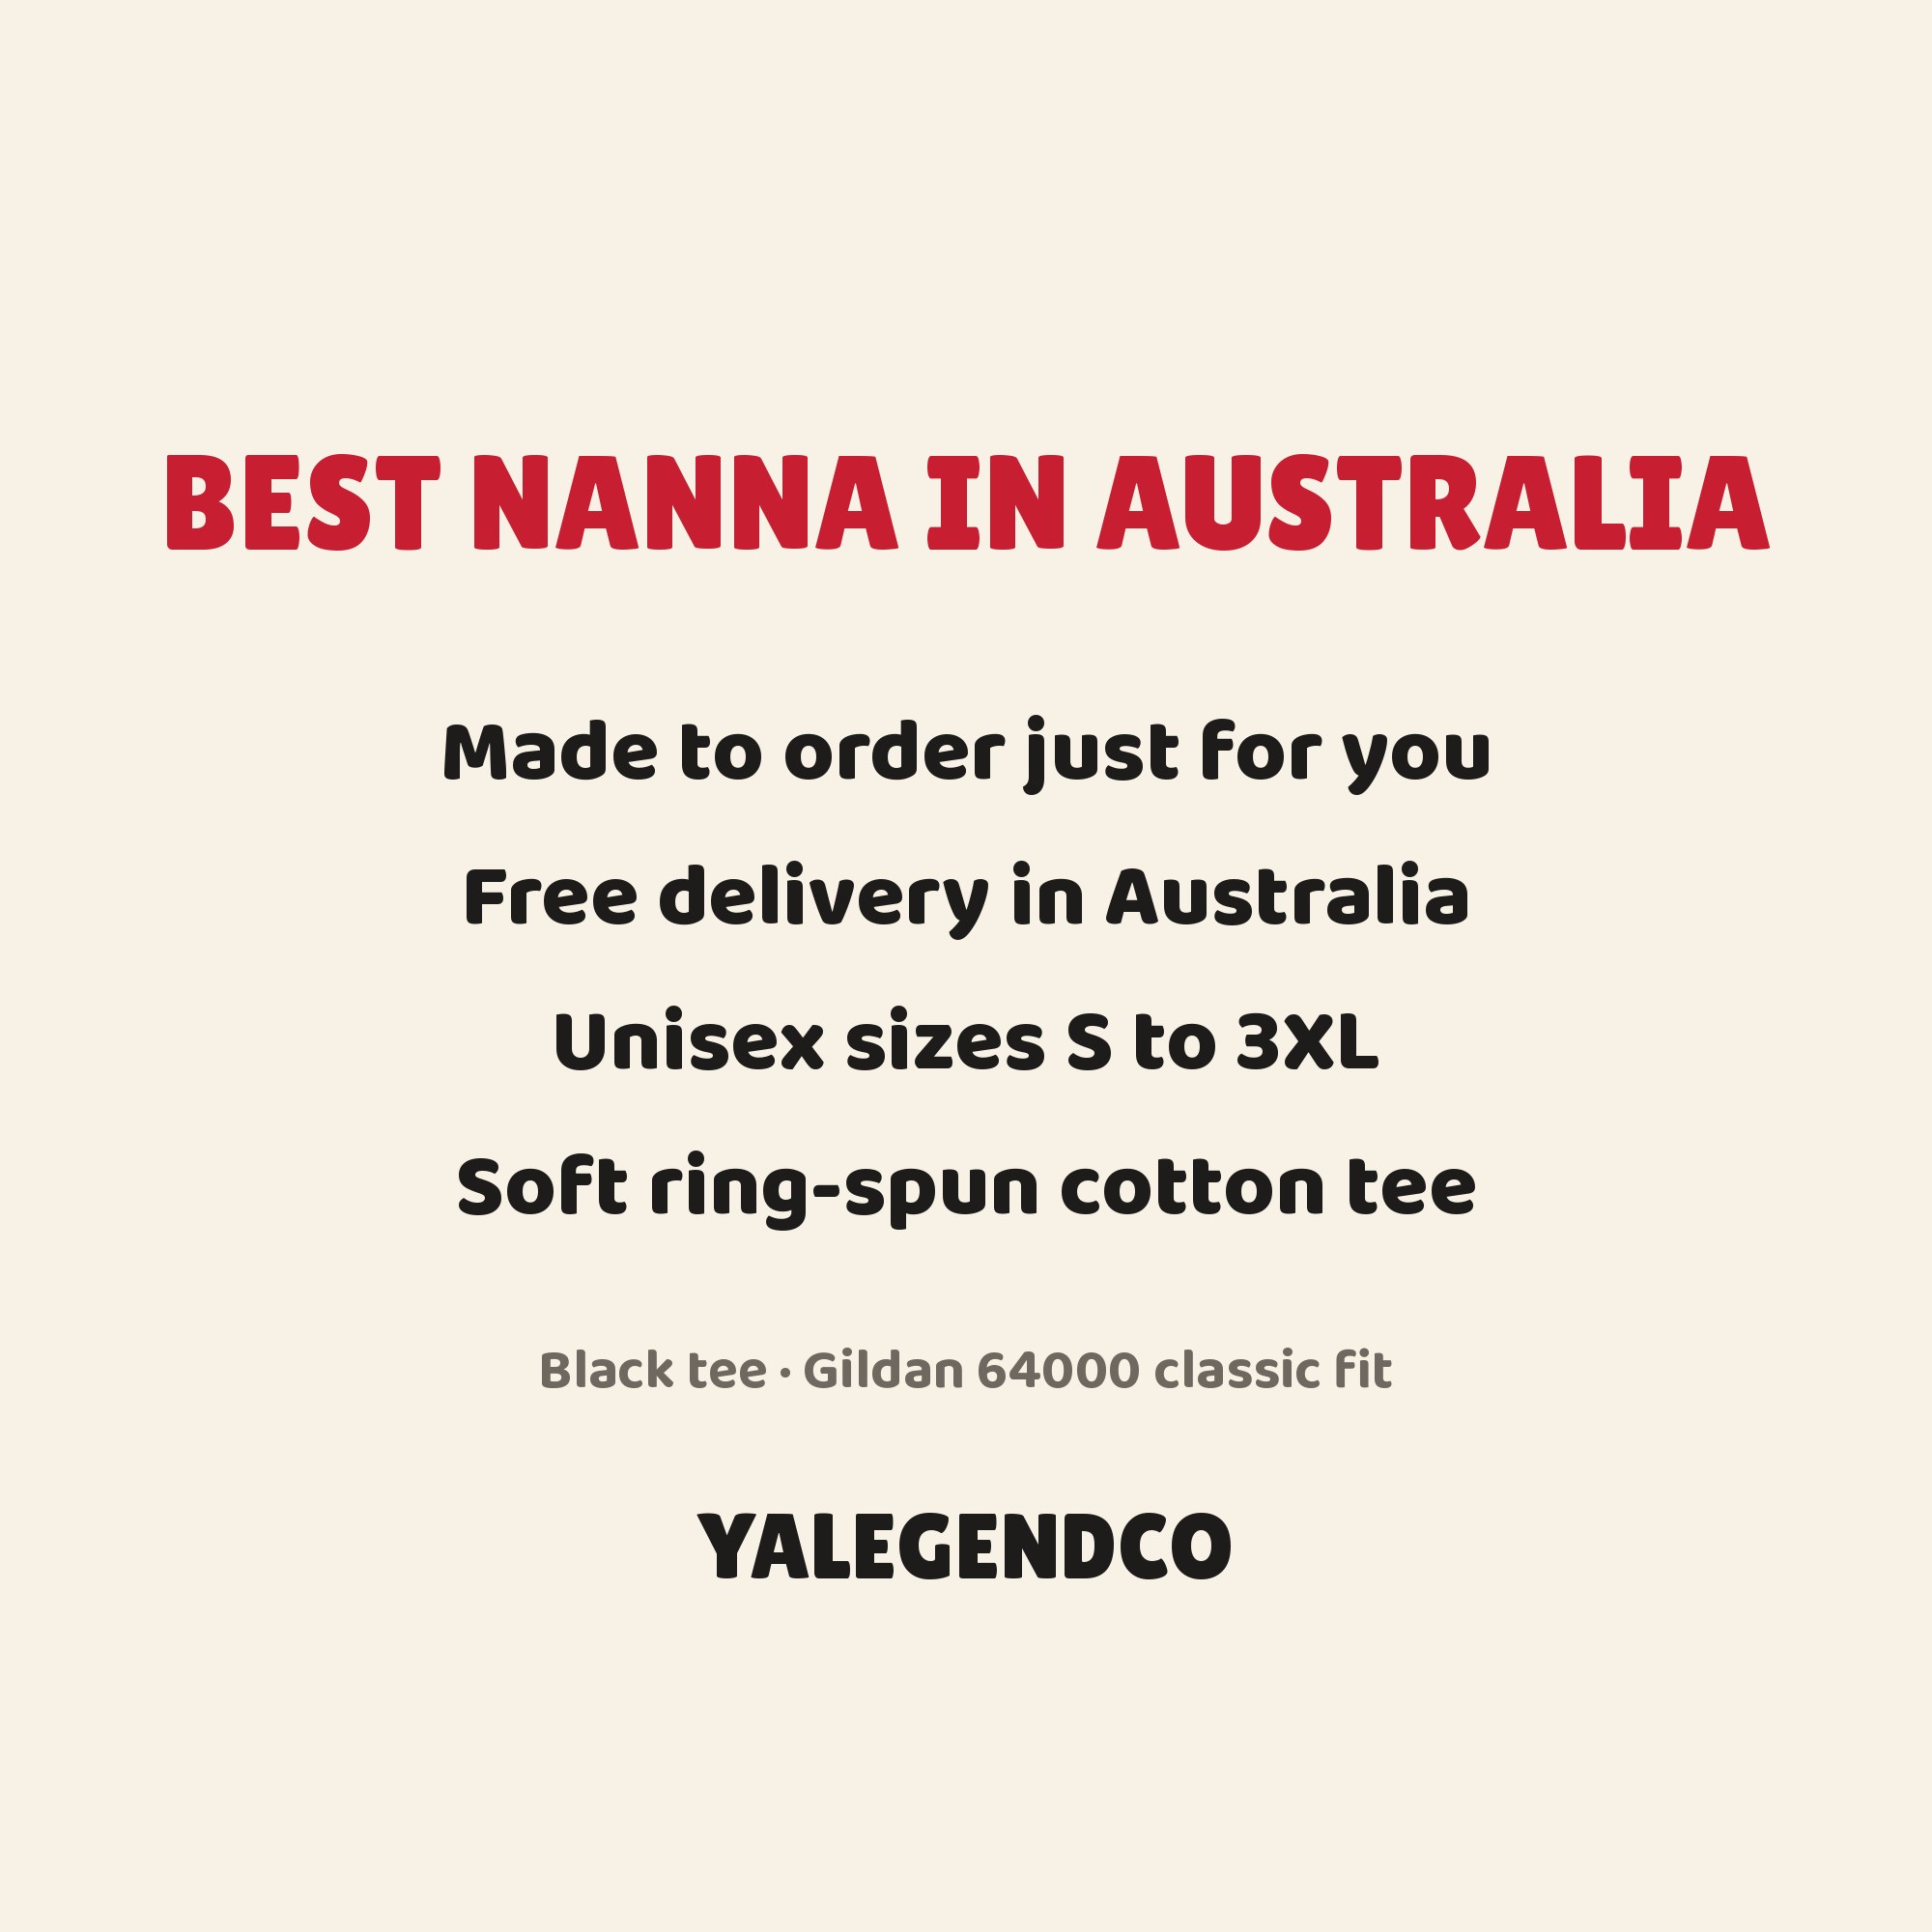 BEST NANNA IN AUSTRALIA
Made to order just for you
Free delivery in Australia
Unisex sizes S to 3XL
Soft ring-spun cotton tee
Black tee · Gildan 64000 classic fit
YALEGENDCO